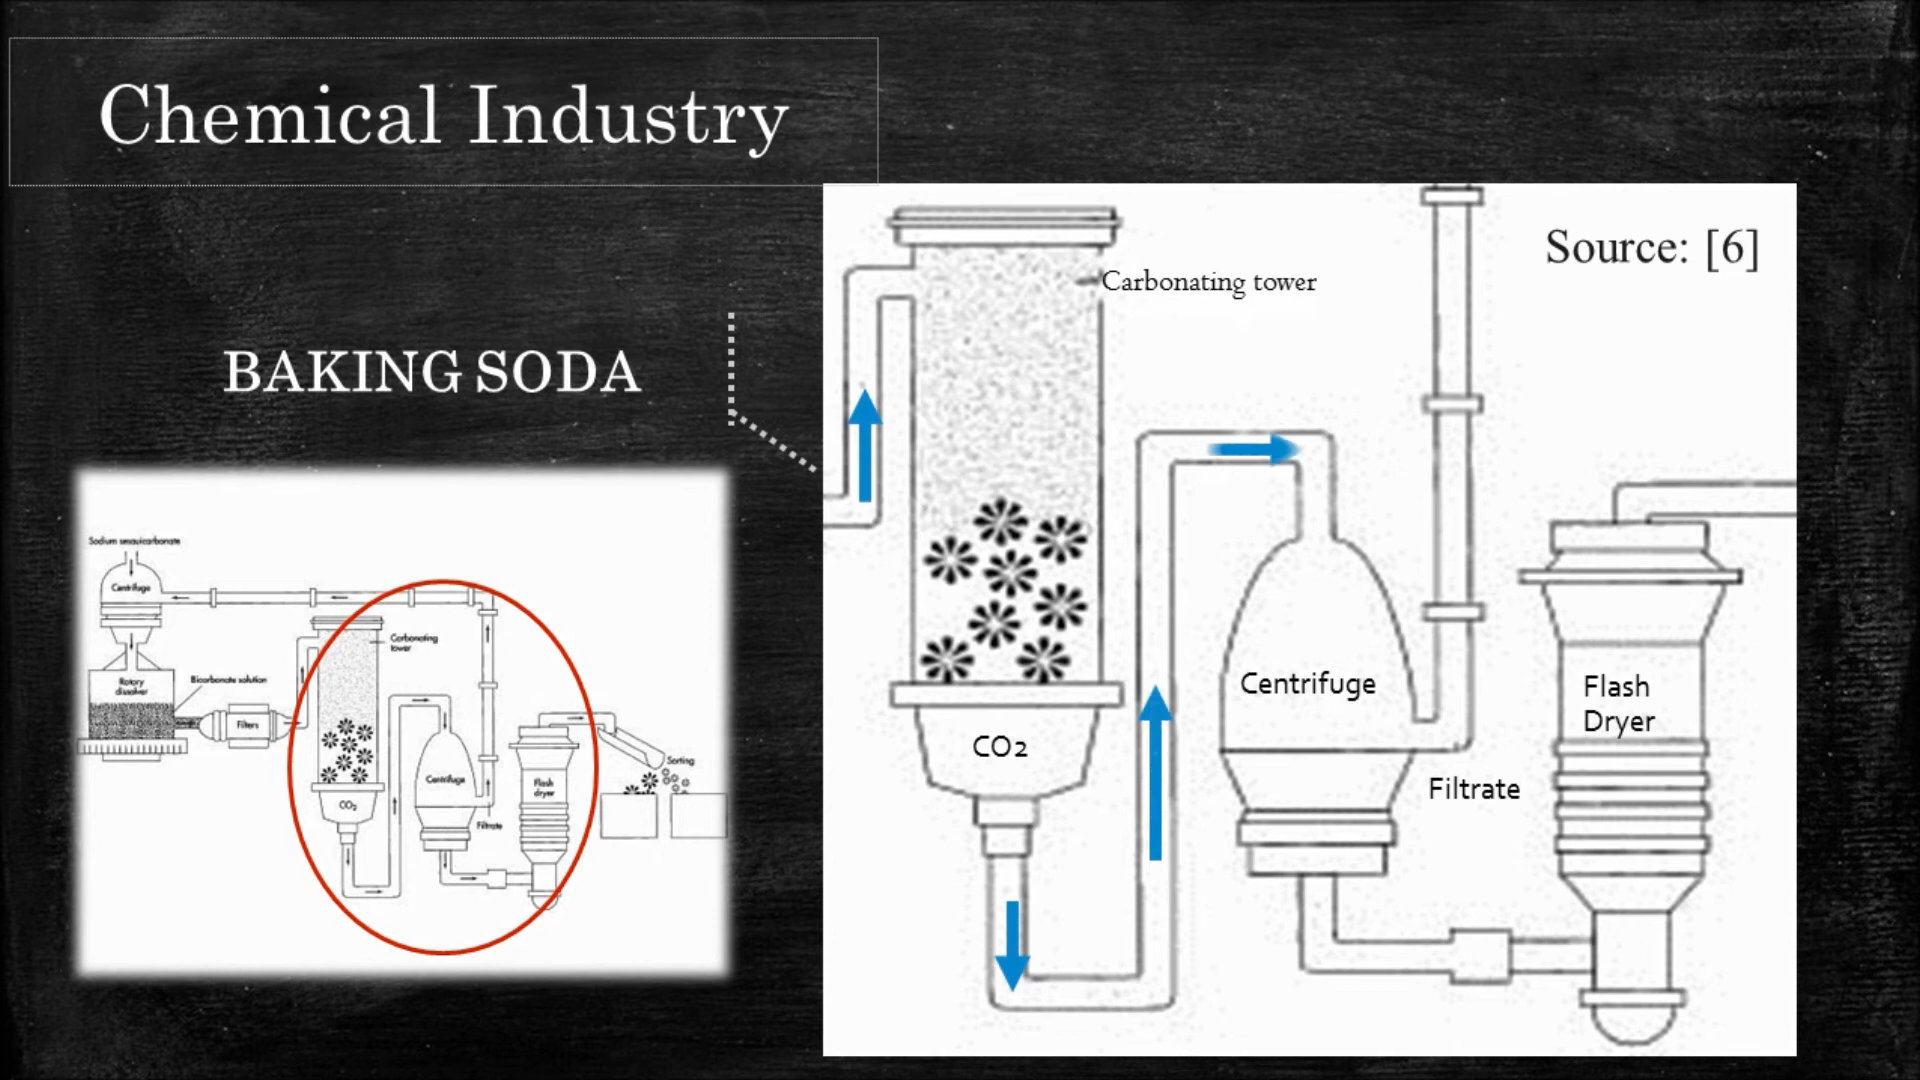 Chemical Industry
BAKING SODA
Source: [6]
Carbonating tower
CO2
Centrifuge
Filtrate
Flash
Dryer
Sodium sesquicarbonate
Centrifuge
Rotary
dissolver
Bicarbonate solution
Filters
Carbonating
tower
CO₂
Centrifuge
Filtrate
Flash
dryer
Sorting